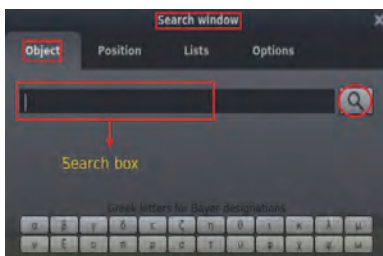 Search window X
Object Position Lists Options
Search box
Greek letters for Bayer designations
α β γ δ ε ζ η θ ι κ λ μ
ν ξ ο π ρ σ τ υ φ χ ψ ω